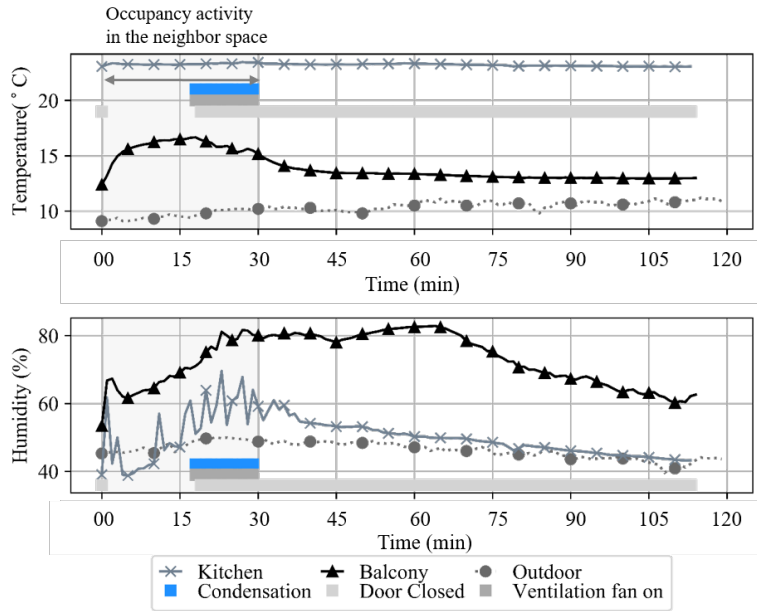 Occupancy activity
in the neighbor space
Temperature(°C)
20
15
10
00 15 30 45 60 75 90 105 120
Time (min)
Humidity (%)
80
60
40
00 15 30 45 60 75 90 105 120
Time (min)
Kitchen Balcony Outdoor
Condensation Door Closed Ventilation fan on